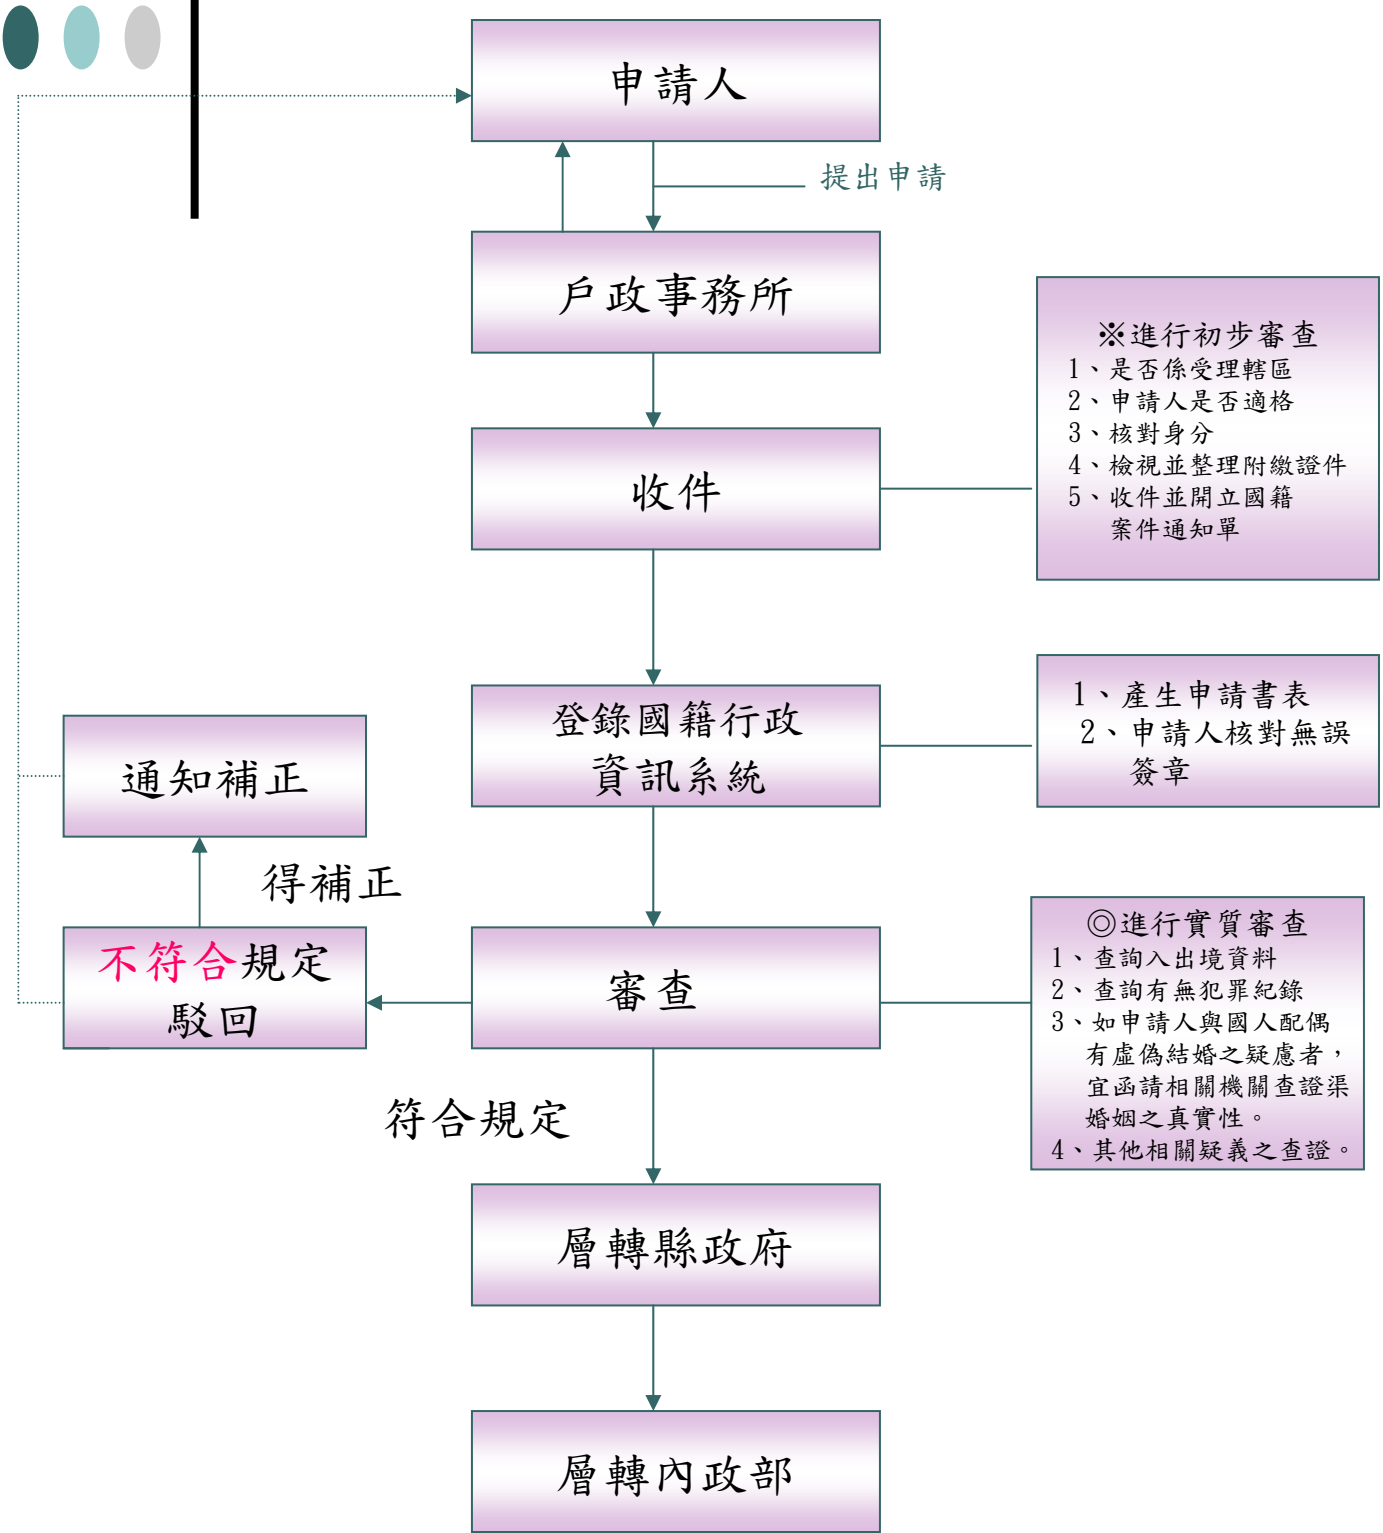 申請人
提出申請
戶政事務所
※進行初步審查
1、是否係受理轄區
2、申請人是否適格
3、核對身分
4、檢視並整理附繳證件
5、收件並開立國籍
案件通知單
收件
登錄國籍行政
資訊系統
1、產生申請書表
2、申請人核對無誤
簽章
通知補正
得補正
不符合規定
駁回
審查
◎進行實質審查
1、查詢入出境資料
2、查詢有無犯罪紀錄
3、如申請人與國人配偶
有虛偽結婚之疑慮者，
宜函請相關機關查證渠
婚姻之真實性。
4、其他相關疑義之查證。
符合規定
層轉縣政府
層轉內政部